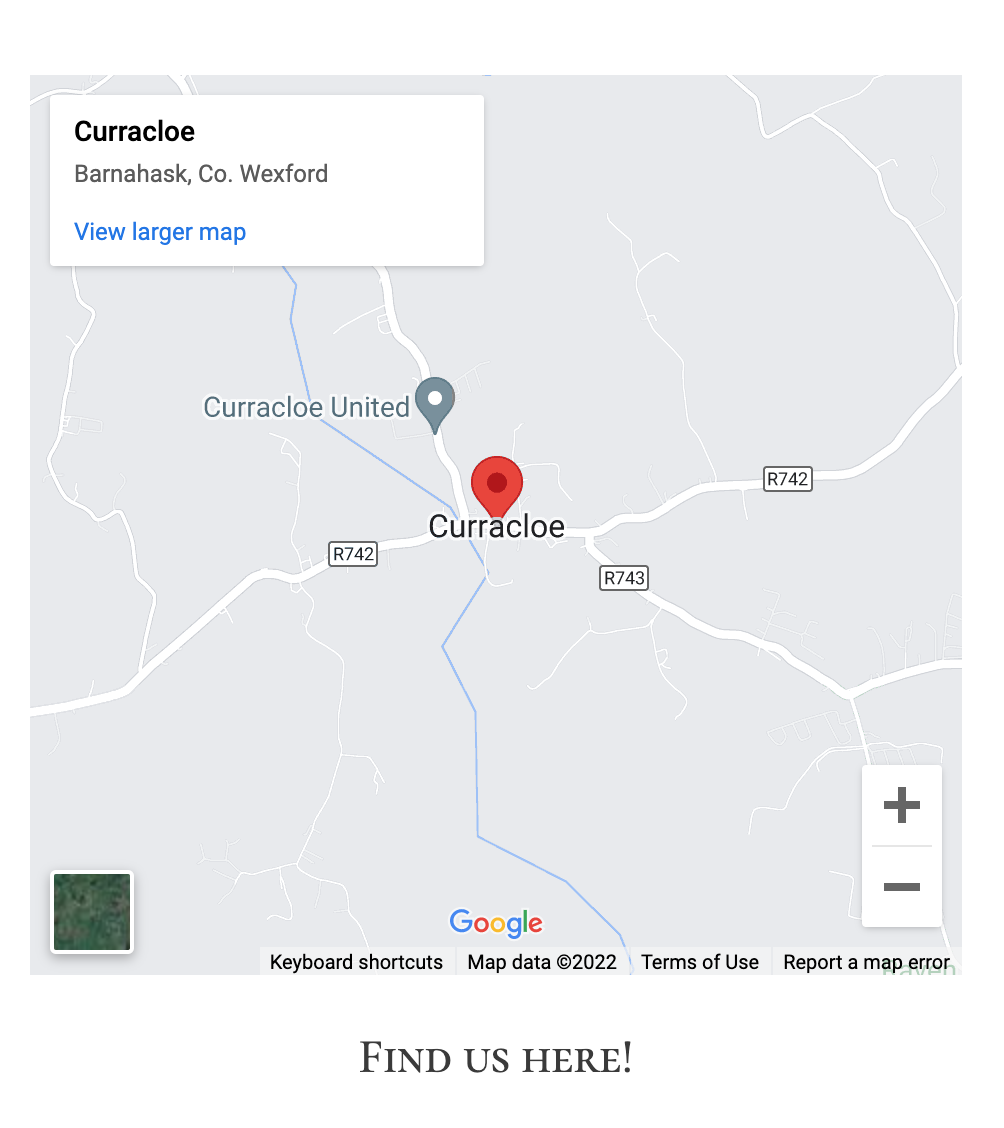 Curracloe
Barnahask, Co. Wexford
View larger map
Curracloe United
R742
Curracloe
R742
R743
Google
Keyboard shortcuts
Map data ©2022
Terms of Use
Report a map error
Raven
Find us here!